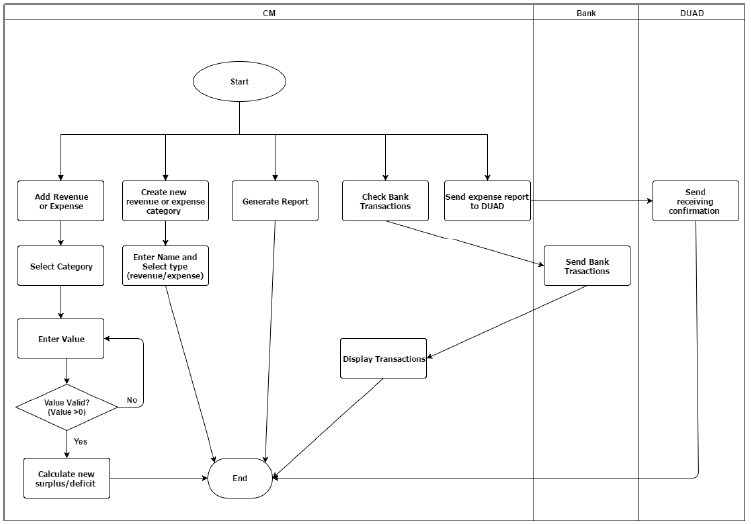 CM
Bank
DUAD
Start
Add Revenue
or Expense
Create new
revenue or expense
category
Generate Report
Check Bank
Transactions
Send expense report
to DUAD
Send
receiving
confirmation
Select Category
Enter Name and
Select type
(revenue/expense)
Send Bank
Trasactions
Enter Value
Display Transactions
Value Valid?
(Value >0)
No
Yes
Calculate new
surplus/deficit
End